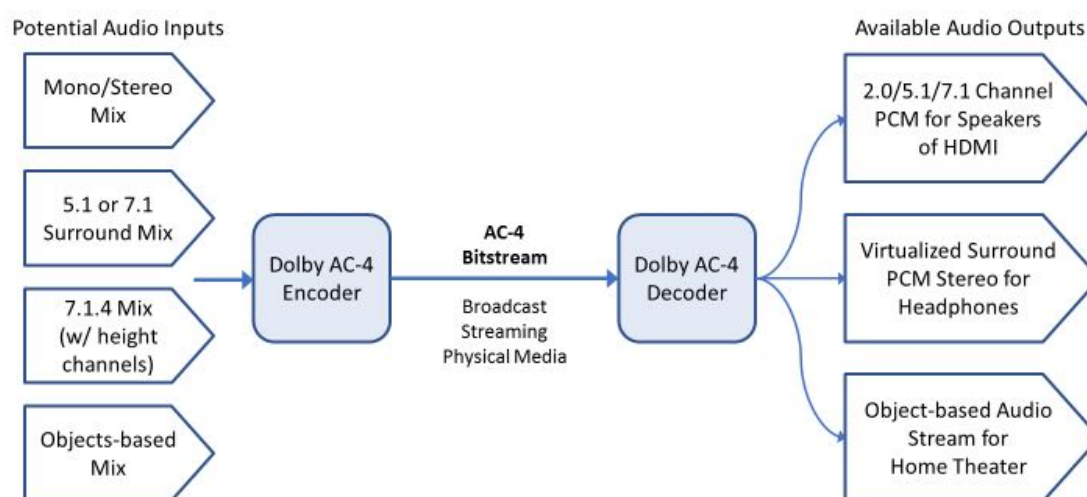 Potential Audio Inputs
Mono/Stereo
Mix
5.1 or 7.1
Surround Mix
7.1.4 Mix
(w/ height
channels)
Objects-based
Mix
Dolby AC-4
Encoder
AC-4
Bitstream
Broadcast
Streaming
Physical Media
Dolby AC-4
Decoder
Available Audio Outputs
2.0/5.1/7.1 Channel
PCM for Speakers
of HDMI
Virtualized Surround
PCM Stereo for
Headphones
Object-based Audio
Stream for
Home Theater